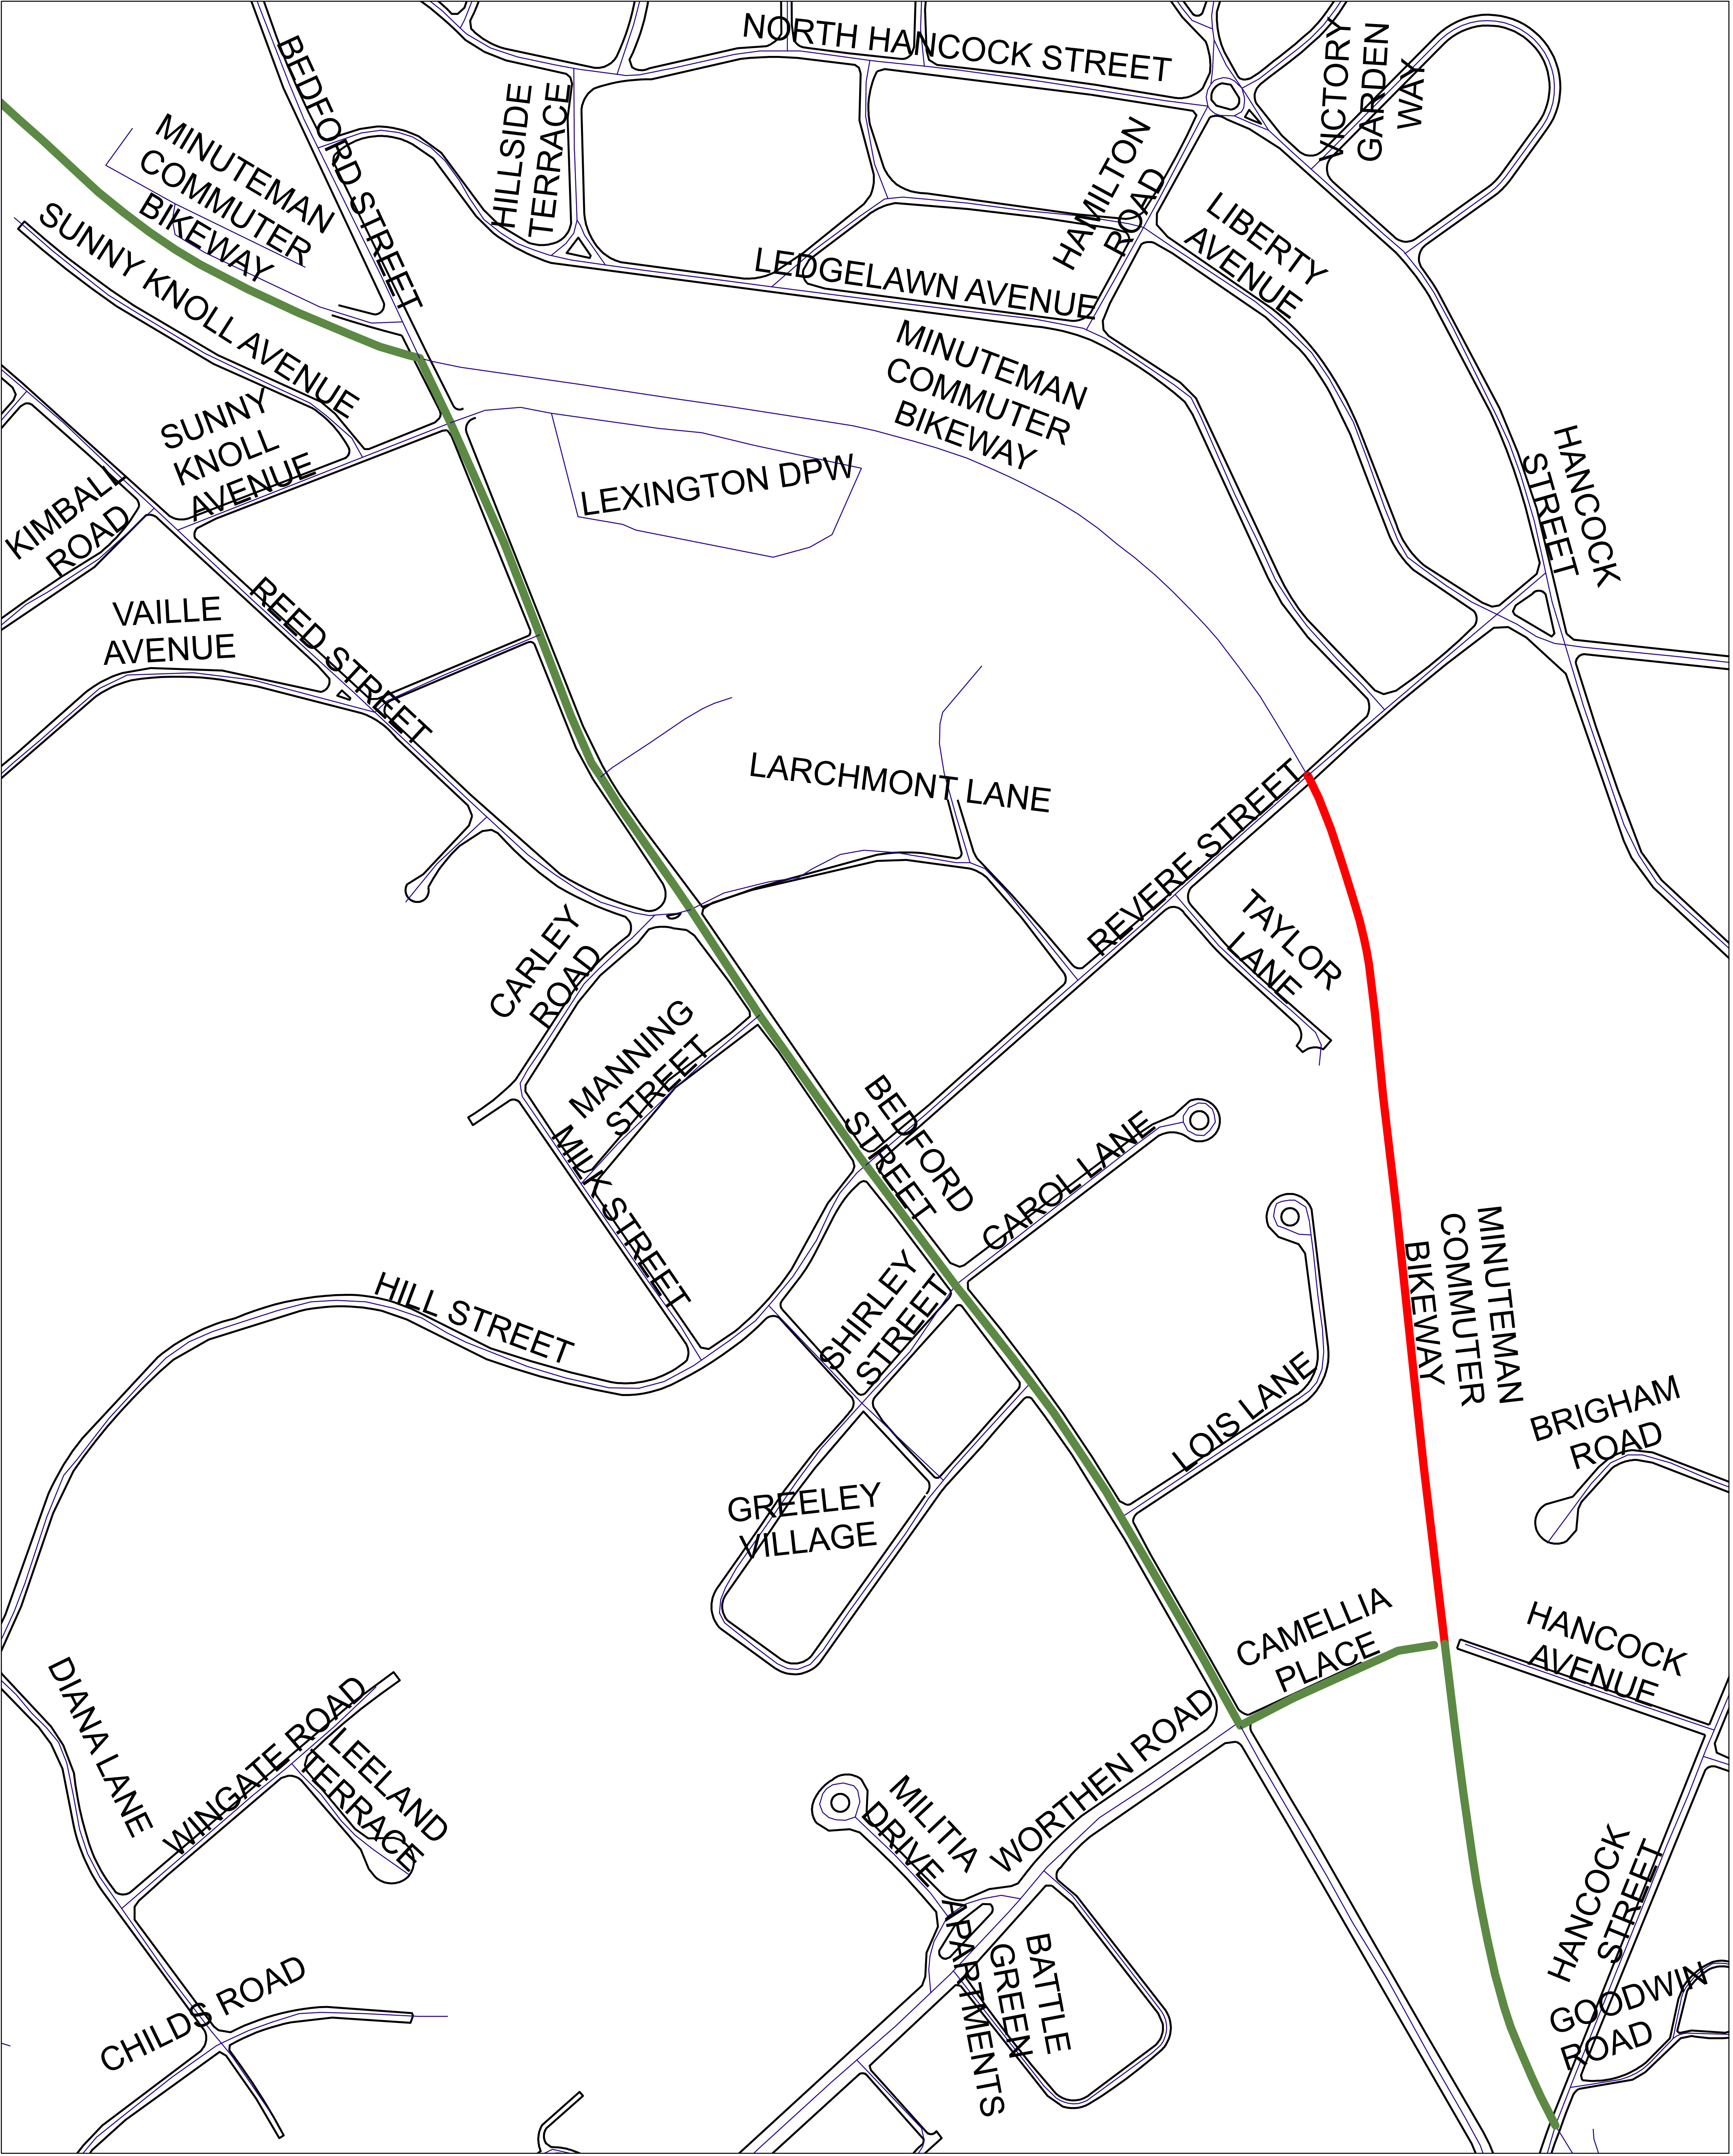 NORTH HANCOCK STREET
VICTORY
GARDEN
WAY
BEDFORD STREET
HILLSIDE
TERRACE
MINUTEMAN
COMMUTER
BIKEWAY
HAMILTON
ROAD
LIBERTY
AVENUE
SUNNY KNOLL AVENUE
LEDGELAWN AVENUE
MINUTEMAN
COMMUTER
BIKEWAY
SUNNY
KNOLL
AVENUE
LEXINGTON DPW
HANCOCK
STREET
KIMBALL
ROAD
VAILLE
AVENUE
REED STREET
LARCHMONT LANE
REVERE STREET
TAYLOR
LANE
CARLEY
ROAD
MANNING
STREET
BEDFORD
STREET
CAROL LANE
MILK STREET
MINUTEMAN
COMMUTER
BIKEWAY
HILL STREET
SHIRLEY
STREET
LOIS LANE
BRIGHAM
ROAD
GREELEY
VILLAGE
CAMELLIA
PLACE
HANCOCK
AVENUE
DIANA LANE
WINGATE ROAD
LEELAND
TERRACE
WORTHEN ROAD
MILITIA
DRIVE
HANCOCK
STREET
BATTLE
GREEN
APARTMENTS
GOODWIN
ROAD
CHILDS ROAD